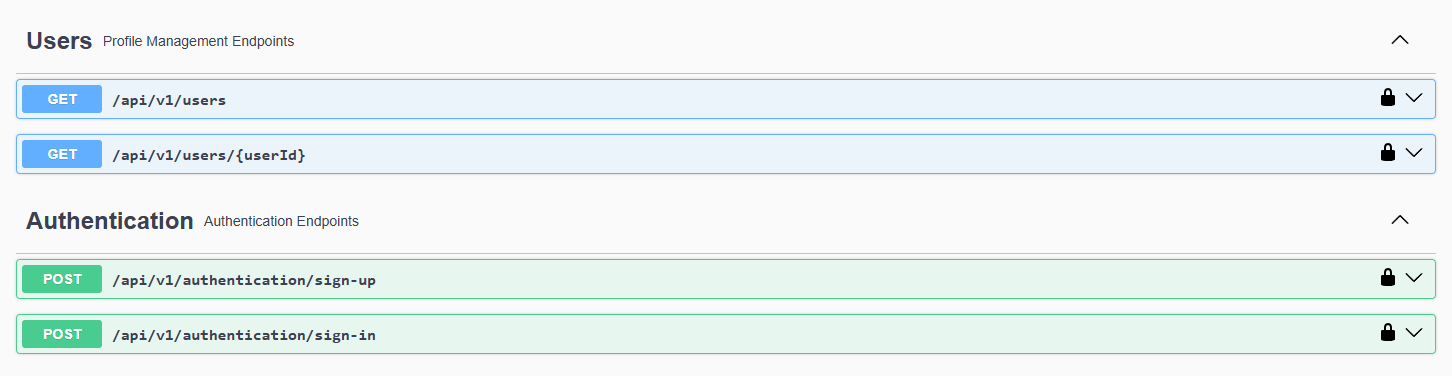 Users Profile Management Endpoints
GET /api/v1/users
GET /api/v1/users/{userId}
Authentication Authentication Endpoints
POST /api/v1/authentication/sign-up
POST /api/v1/authentication/sign-in